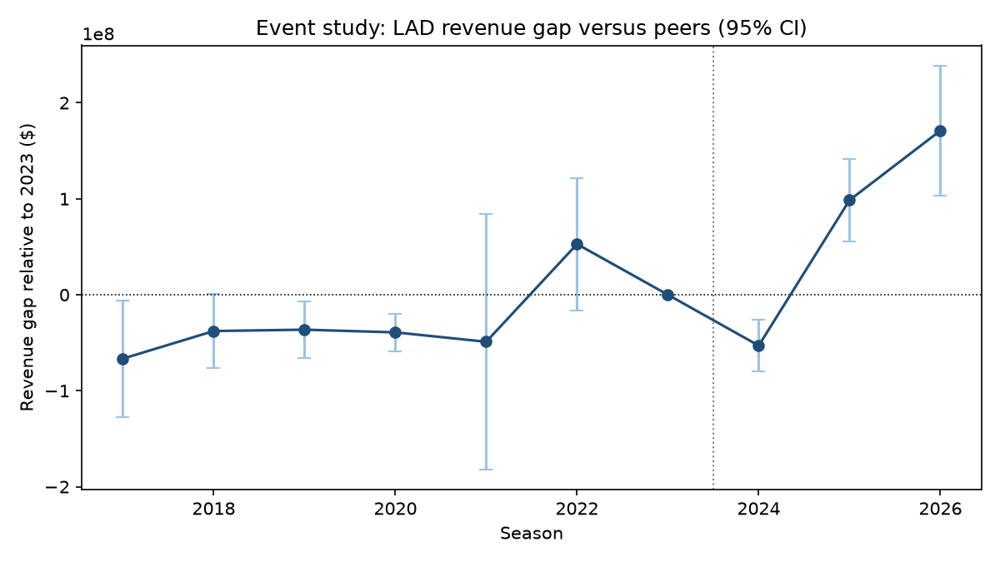 Event study: LAD revenue gap versus peers (95% CI)
1e8
Revenue gap relative to 2023 ($)
2
1
0
−1
−2
2018 2020 2022 2024 2026
Season